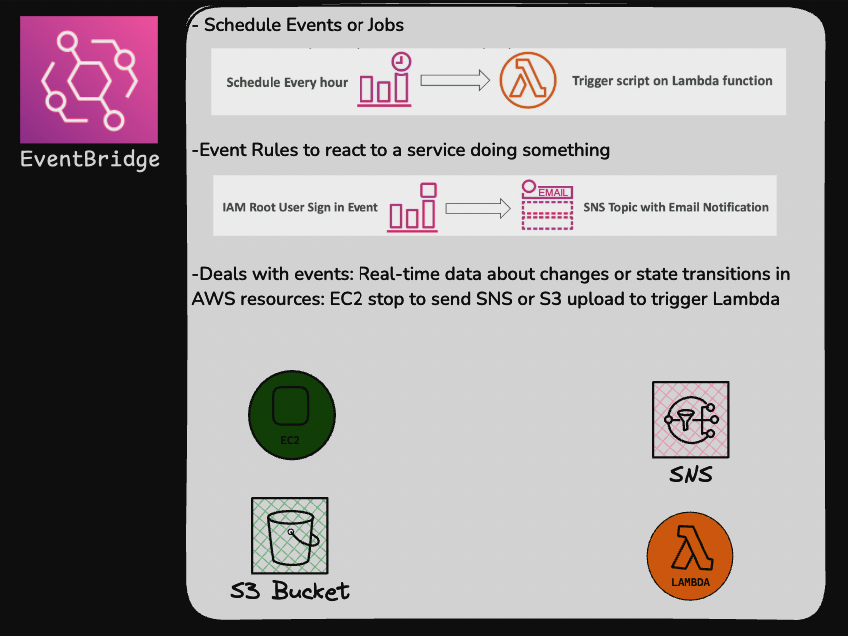 - Schedule Events or Jobs
Schedule Every hour
Trigger script on Lambda function
EventBridge
-Event Rules to react to a service doing something
IAM Root User Sign in Event
EMAIL
SNS Topic with Email Notification
-Deals with events: Real-time data about changes or state transitions in
AWS resources: EC2 stop to send SNS or S3 upload to trigger Lambda
EC2
SNS
S3 Bucket
LAMBDA